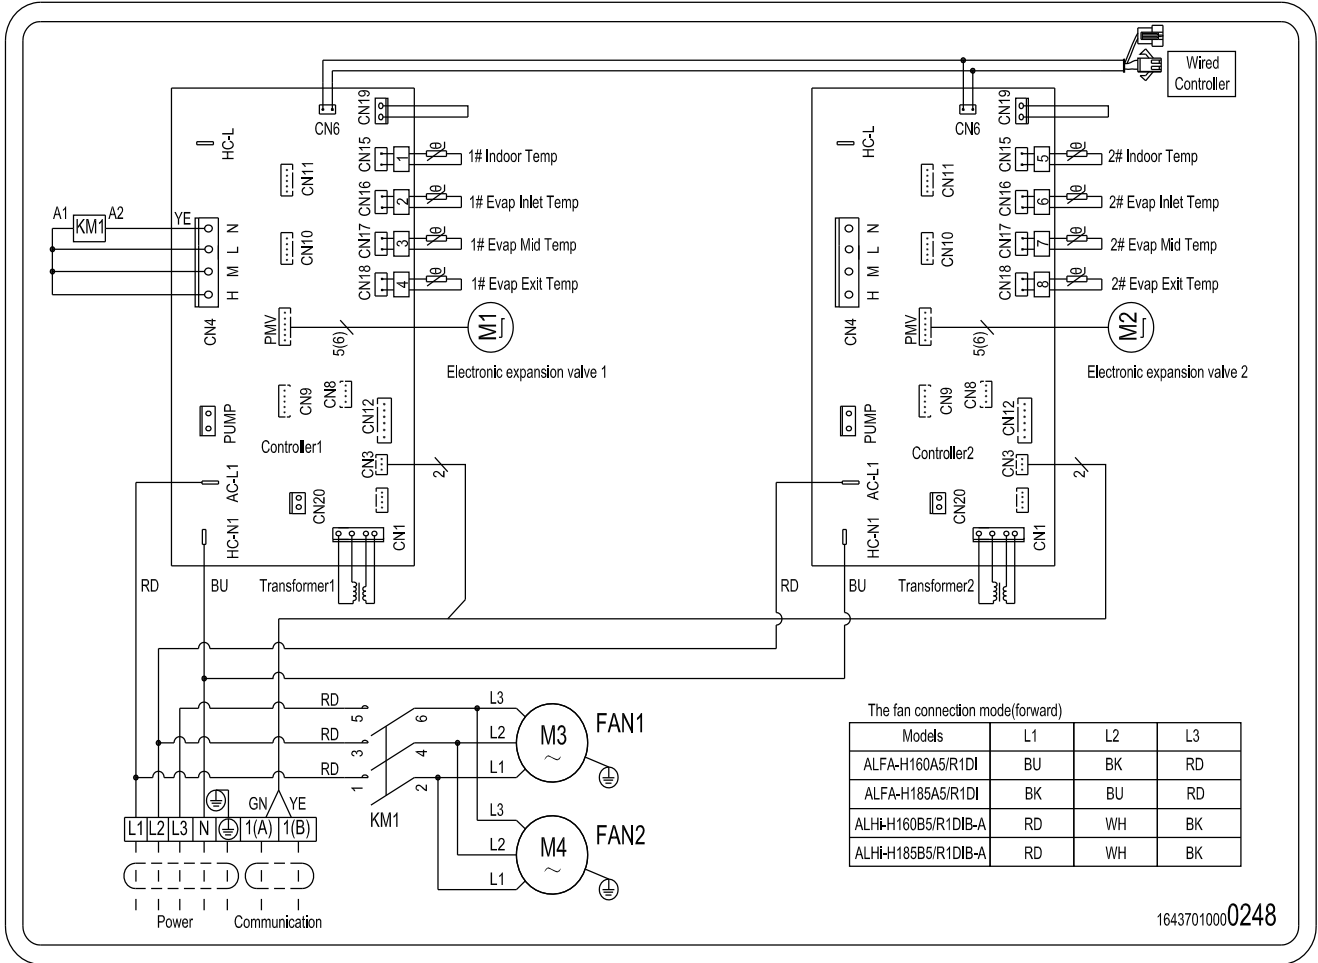 Wired
Controller
CN6
CN19
HC-L
CN15
1
θ
1# Indoor Temp
CN11
CN16
2
θ
1# Evap Inlet Temp
A1
KM1
A2
YE
N
L
M
H
CN4
CN10
CN17
3
θ
1# Evap Mid Temp
CN18
4
θ
1# Evap Exit Temp
PMV
5(6)
M1
Electronic expansion valve 1
CN9
CN8
PUMP
CN12
Controller1
CN3
2
AC-L1
CN20
HC-N1
CN1
RD
BU
Transformer1
CN6
CN19
HC-L
CN15
5
θ
2# Indoor Temp
CN11
CN16
6
θ
2# Evap Inlet Temp
N
L
M
H
CN4
CN10
CN17
7
θ
2# Evap Mid Temp
CN18
8
θ
2# Evap Exit Temp
PMV
5(6)
M2
Electronic expansion valve 2
CN9
CN8
PUMP
CN12
Controller2
CN3
2
AC-L1
CN20
HC-N1
CN1
RD
BU
Transformer2
RD
5
6
L3
RD
3
4
L2
RD
1
2
L1
KM1
M3
~
FAN1
L3
L2
L1
M4
~
FAN2
GN
YE
L1
L2
L3
N
1(A)
1(B)
Power
Communication
The fan connection mode(forward)
Models L1 L2 L3
ALFA-H160A5/R1DI BU BK RD
ALFA-H185A5/R1DI BK BU RD
ALHi-H160B5/R1DIB-A RD WH BK
ALHi-H185B5/R1DIB-A RD WH BK
16437010000248